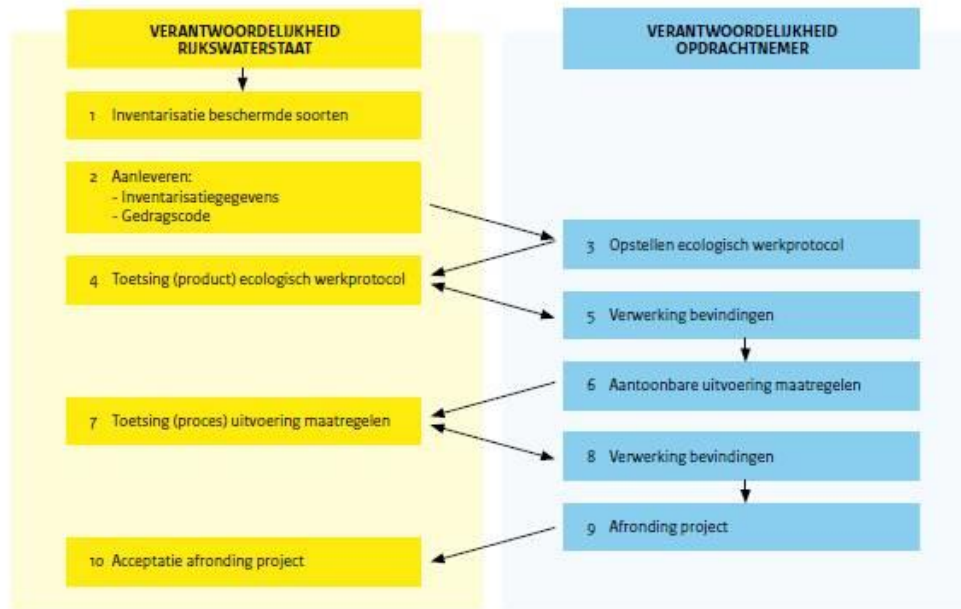 VERANTWOORDELIJKHEID
RIJKSWATERSTAAT
VERANTWOORDELIJKHEID
OPDRACHTNEMER
1 Inventarisatie beschermde soorten
2 Aanleveren:
- Inventarisatiegegevens
- Gedragscode
3 Opstellen ecologisch werkprotocol
4 Toetsing (product) ecologisch werkprotocol
5 Verwerking bevindingen
6 Aantoonbare uitvoering maatregelen
7 Toetsing (proces) uitvoering maatregelen
8 Verwerking bevindingen
9 Afronding project
10 Acceptatie afronding project